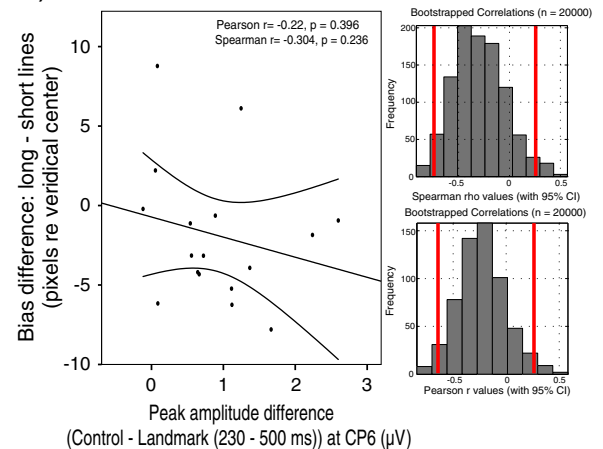 Pearson r= -0.22, p = 0.396
Spearman r= -0.304, p = 0.236
Bias difference: long - short lines
(pixels re veridical center)
10
5
0
-5
-10
0
1
2
3
Peak amplitude difference
(Control - Landmark (230 - 500 ms)) at CP6 (µV)
Bootstrapped Correlations (n = 20000)
Frequency
200
150
100
50
0
-0.5
0
0.5
Spearman rho values (with 95% CI)
Bootstrapped Correlations (n = 20000)
Frequency
150
100
50
0
-0.5
0
0.5
Pearson r values (with 95% CI)